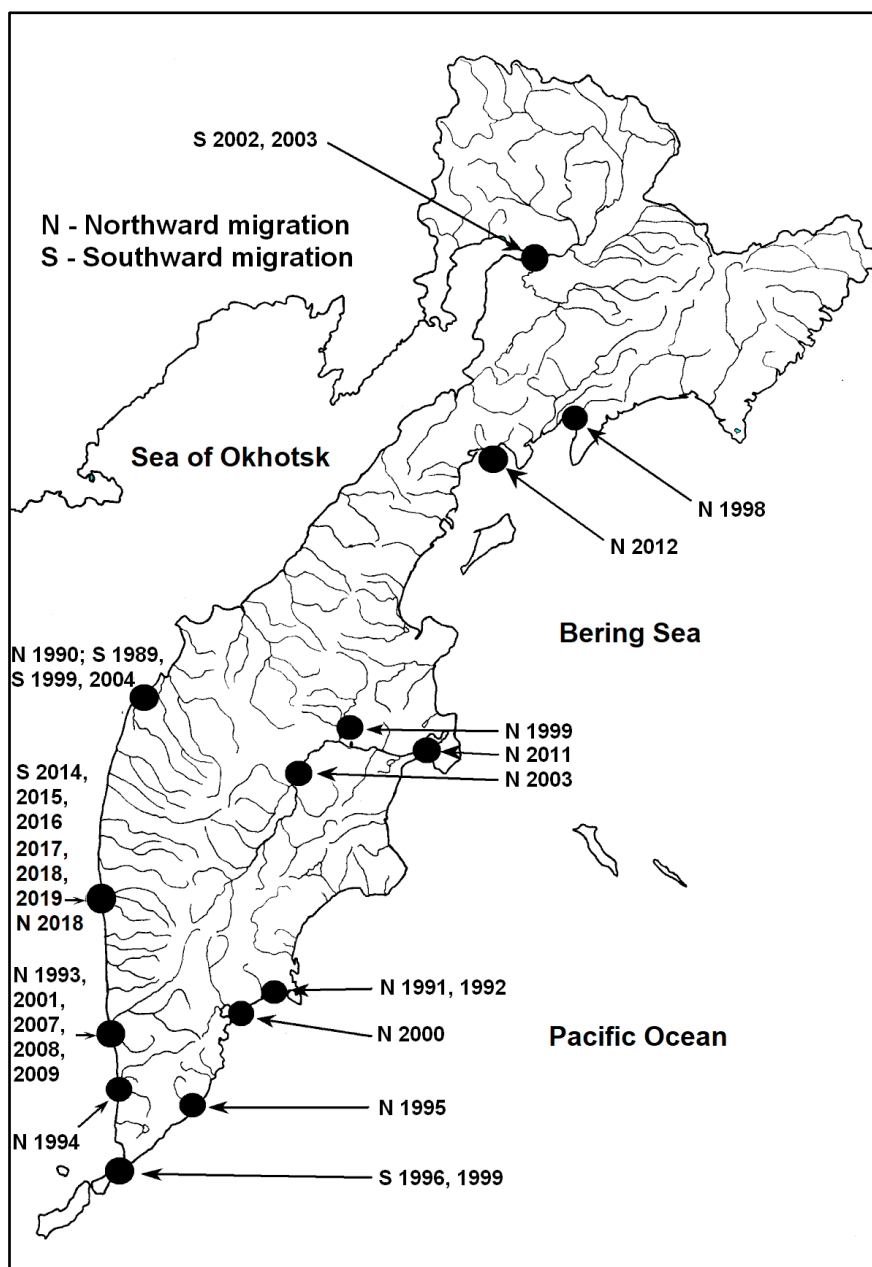 S 2002, 2003
N - Northward migration
S - Southward migration
Sea of Okhotsk
N 1998
N 2012
Bering Sea
N 1990; S 1989,
S 1999, 2004
N 1999
N 2011
N 2003
S 2014,
2015,
2016
2017,
2018,
2019
N 2018
N 1993,
2001,
2007,
2008,
2009
N 1991, 1992
N 2000
Pacific Ocean
N 1995
N 1994
S 1996, 1999